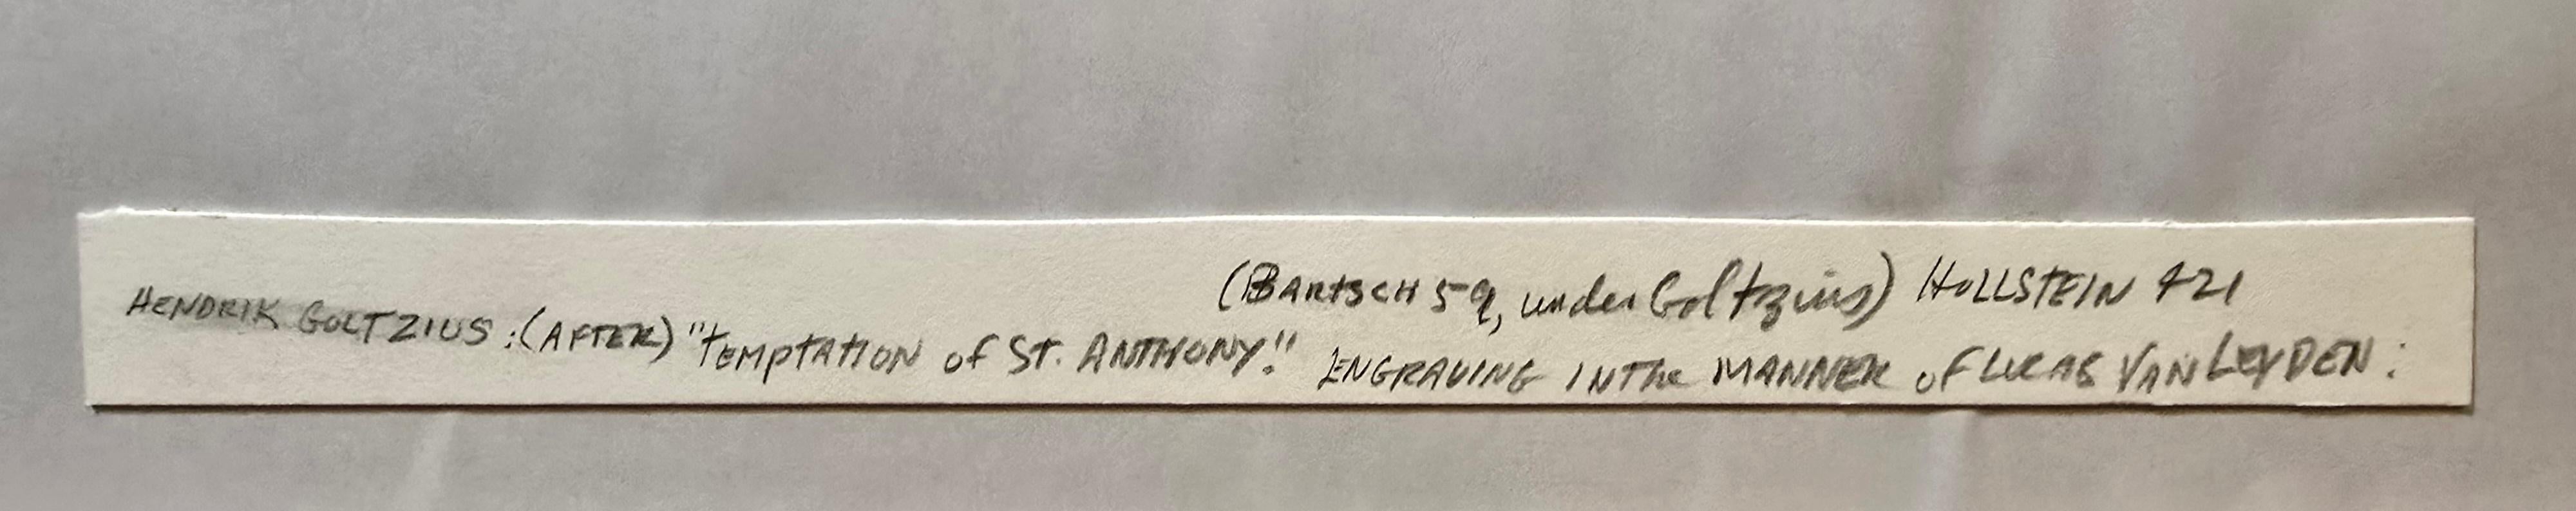 (BARTSCH 59, under Goltzius) HOLLSTEIN 421
HENDRIK GOLTZIUS: (AFTER) "TEMPTATION of ST. ANTHONY." ENGRAVING IN THE MANNER OF LUCAS VAN LEYDEN: